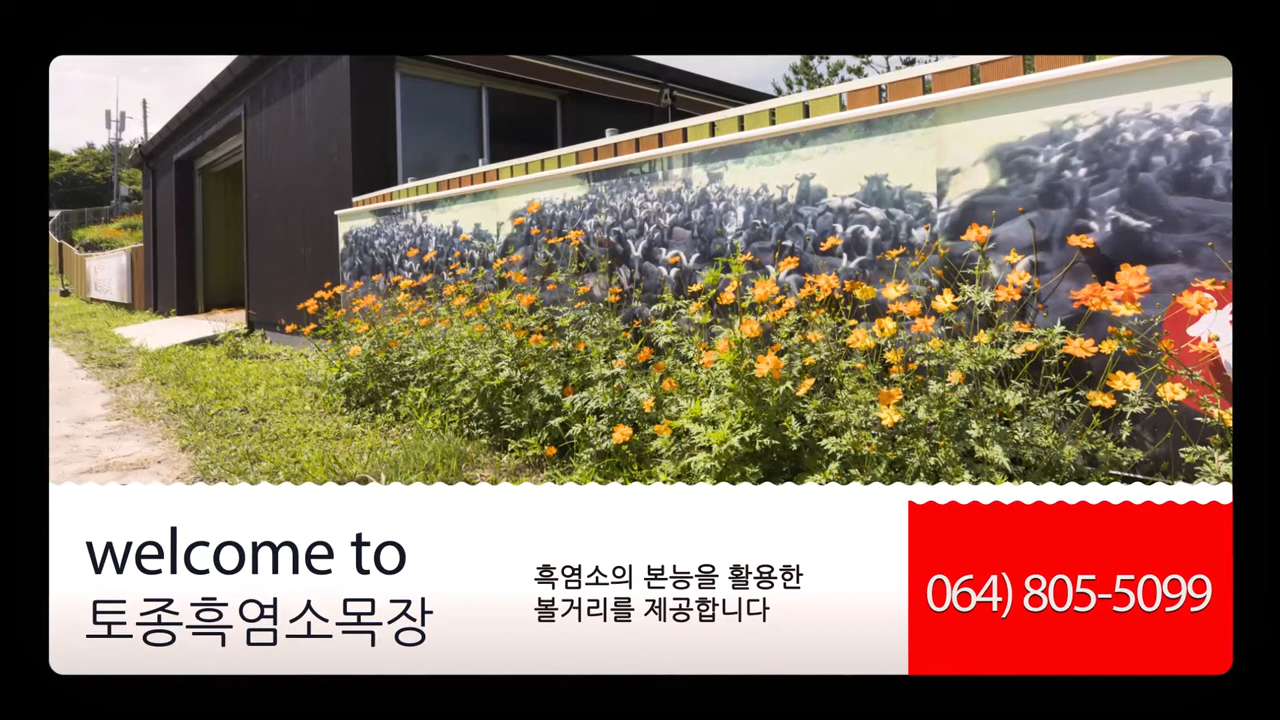 welcome to
토종흑염소목장
흑염소의 본능을 활용한
볼거리를 제공합니다
064) 805-5099